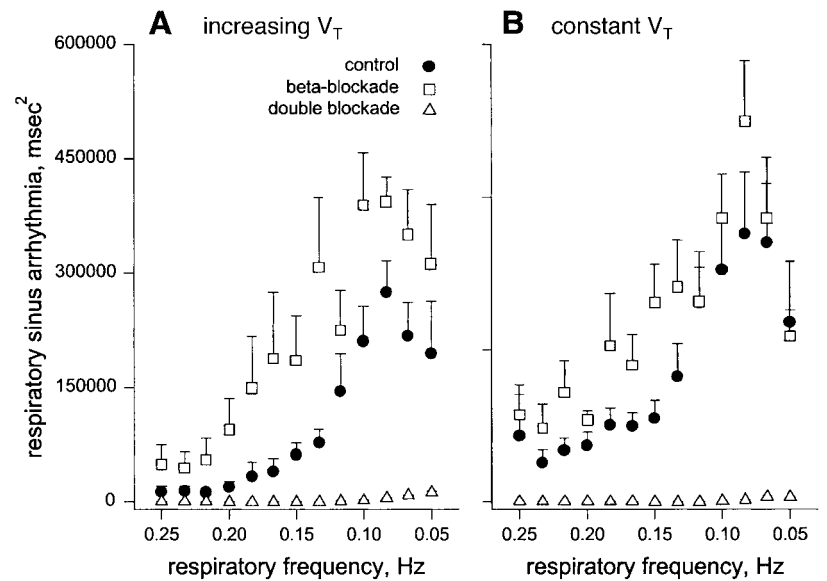 A increasing V_T
B constant V_T
control
beta-blockade
double blockade
respiratory sinus arrhythmia, msec²
600000
450000
300000
150000
0
0.25 0.20 0.15 0.10 0.05
0.25 0.20 0.15 0.10 0.05
respiratory frequency, Hz
respiratory frequency, Hz